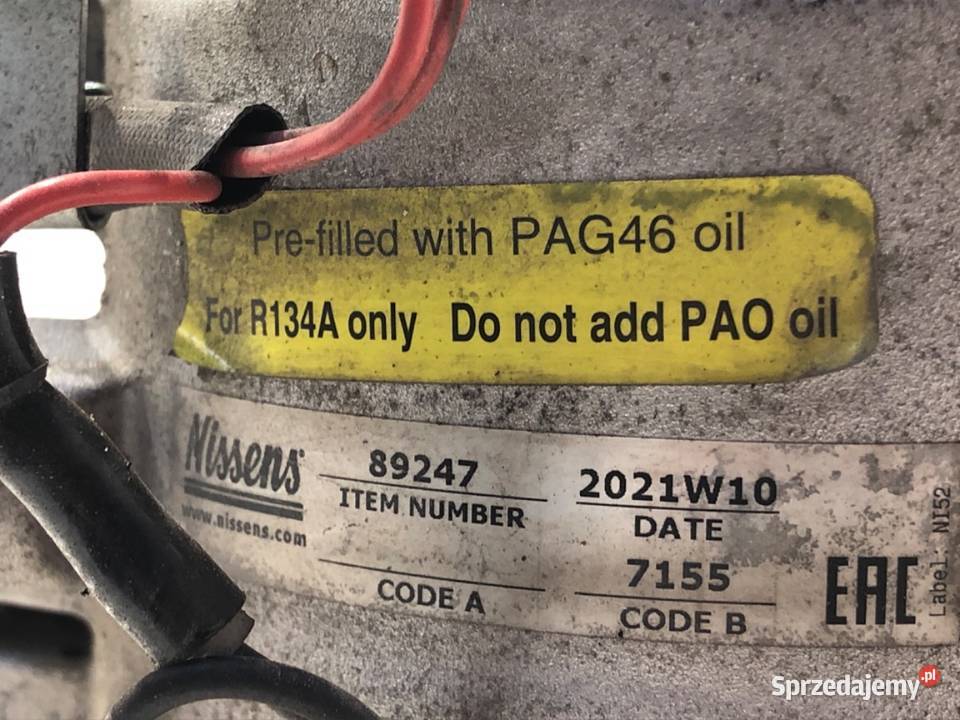 Pre-filled with PAG46 oil
For R134A only Do not add PAO oil
Nissens
www.nissens.com
89247
ITEM NUMBER
2021W10
DATE
CODE A
7155
CODE B
EAC
Label: NI52
Sprzedajemy.pl